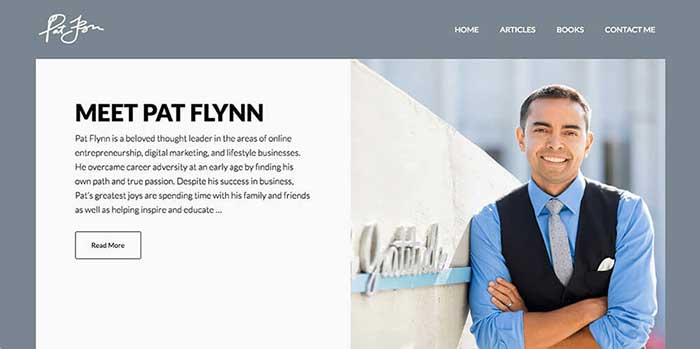 Pat Flynn
HOME ARTICLES BOOKS CONTACT ME
MEET PAT FLYNN
Pat Flynn is a beloved thought leader in the areas of online
entrepreneurship, digital marketing, and lifestyle businesses.
He overcame career adversity at an early age by finding his
own path and true passion. Despite his success in business,
Pat's greatest joys are spending time with his family and friends
as well as helping inspire and educate ...
Read More